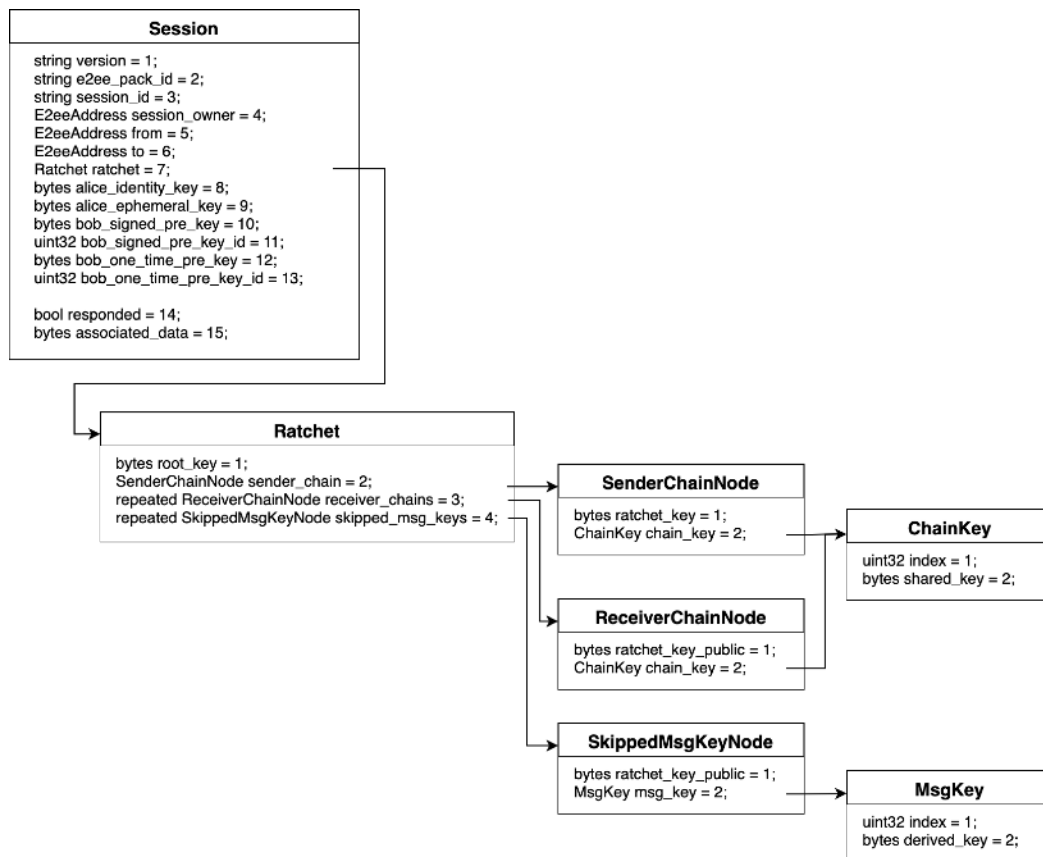 Session
string version = 1;
string e2ee_pack_id = 2;
string session_id = 3;
E2eeAddress session_owner = 4;
E2eeAddress from = 5;
E2eeAddress to = 6;
Ratchet ratchet = 7;
bytes alice_identity_key = 8;
bytes alice_ephemeral_key = 9;
bytes bob_signed_pre_key = 10;
uint32 bob_signed_pre_key_id = 11;
bytes bob_one_time_pre_key = 12;
uint32 bob_one_time_pre_key_id = 13;
bool responded = 14;
bytes associated_data = 15;
Ratchet
bytes root_key = 1;
SenderChainNode sender_chain = 2;
repeated ReceiverChainNode receiver_chains = 3;
repeated SkippedMsgKeyNode skipped_msg_keys = 4;
SenderChainNode
bytes ratchet_key = 1;
ChainKey chain_key = 2;
ChainKey
uint32 index = 1;
bytes shared_key = 2;
ReceiverChainNode
bytes ratchet_key_public = 1;
ChainKey chain_key = 2;
SkippedMsgKeyNode
bytes ratchet_key_public = 1;
MsgKey msg_key = 2;
MsgKey
uint32 index = 1;
bytes derived_key = 2;